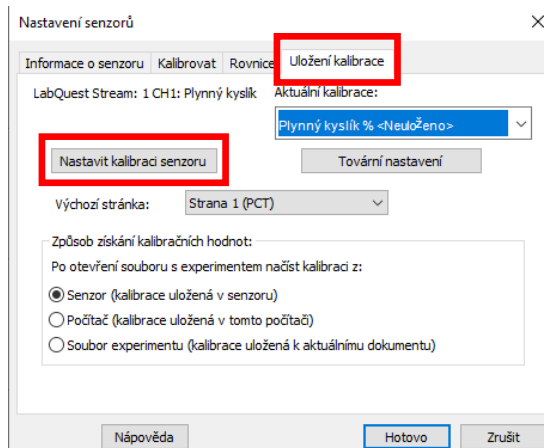 Nastavení senzorů
Informace o senzoru Kalibrovat Rovnice Uložení kalibrace
LabQuest Stream: 1 CH1: Plynný kyslík Aktuální kalibrace:
Plynný kyslík % <Neuloženo>
Nastavit kalibraci senzoru Tovární nastavení
Výchozí stránka: Strana 1 (PCT)
Způsob získání kalibračních hodnot:
Po otevření souboru s experimentem načíst kalibraci z:
Senzor (kalibrace uložená v senzoru)
Počítač (kalibrace uložená v tomto počítači)
Soubor experimentu (kalibrace uložená k aktuálnímu dokumentu)
Nápověda Hotovo Zrušit